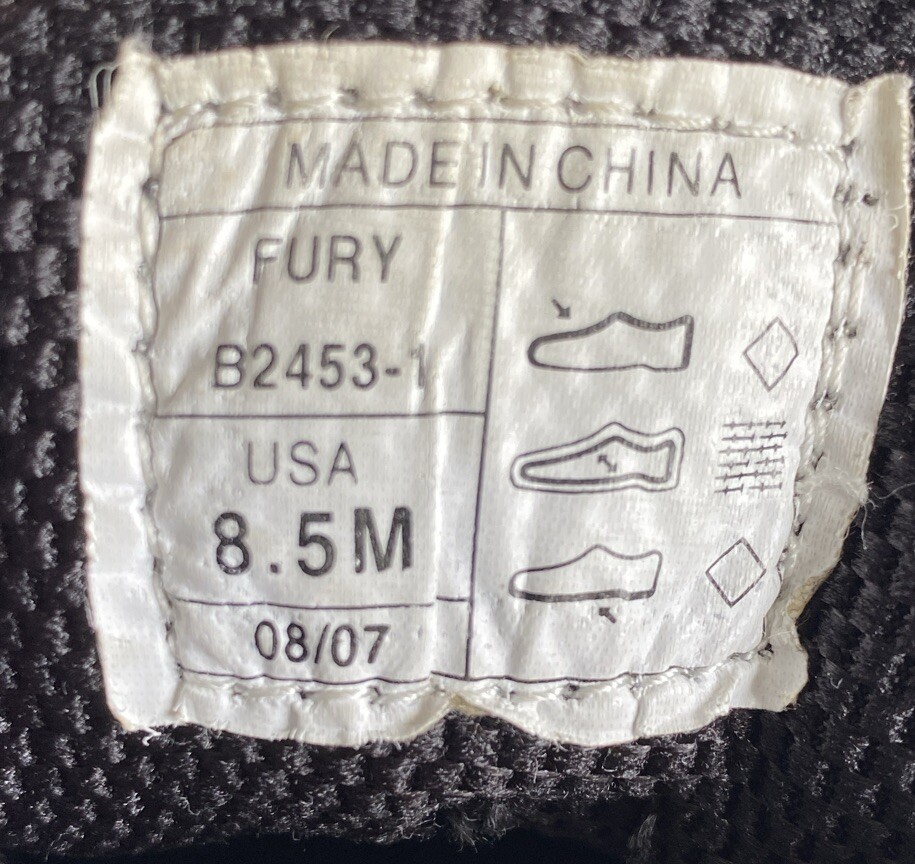 MADE IN CHINA
FURY
B2453-1
USA
8.5M
08/07